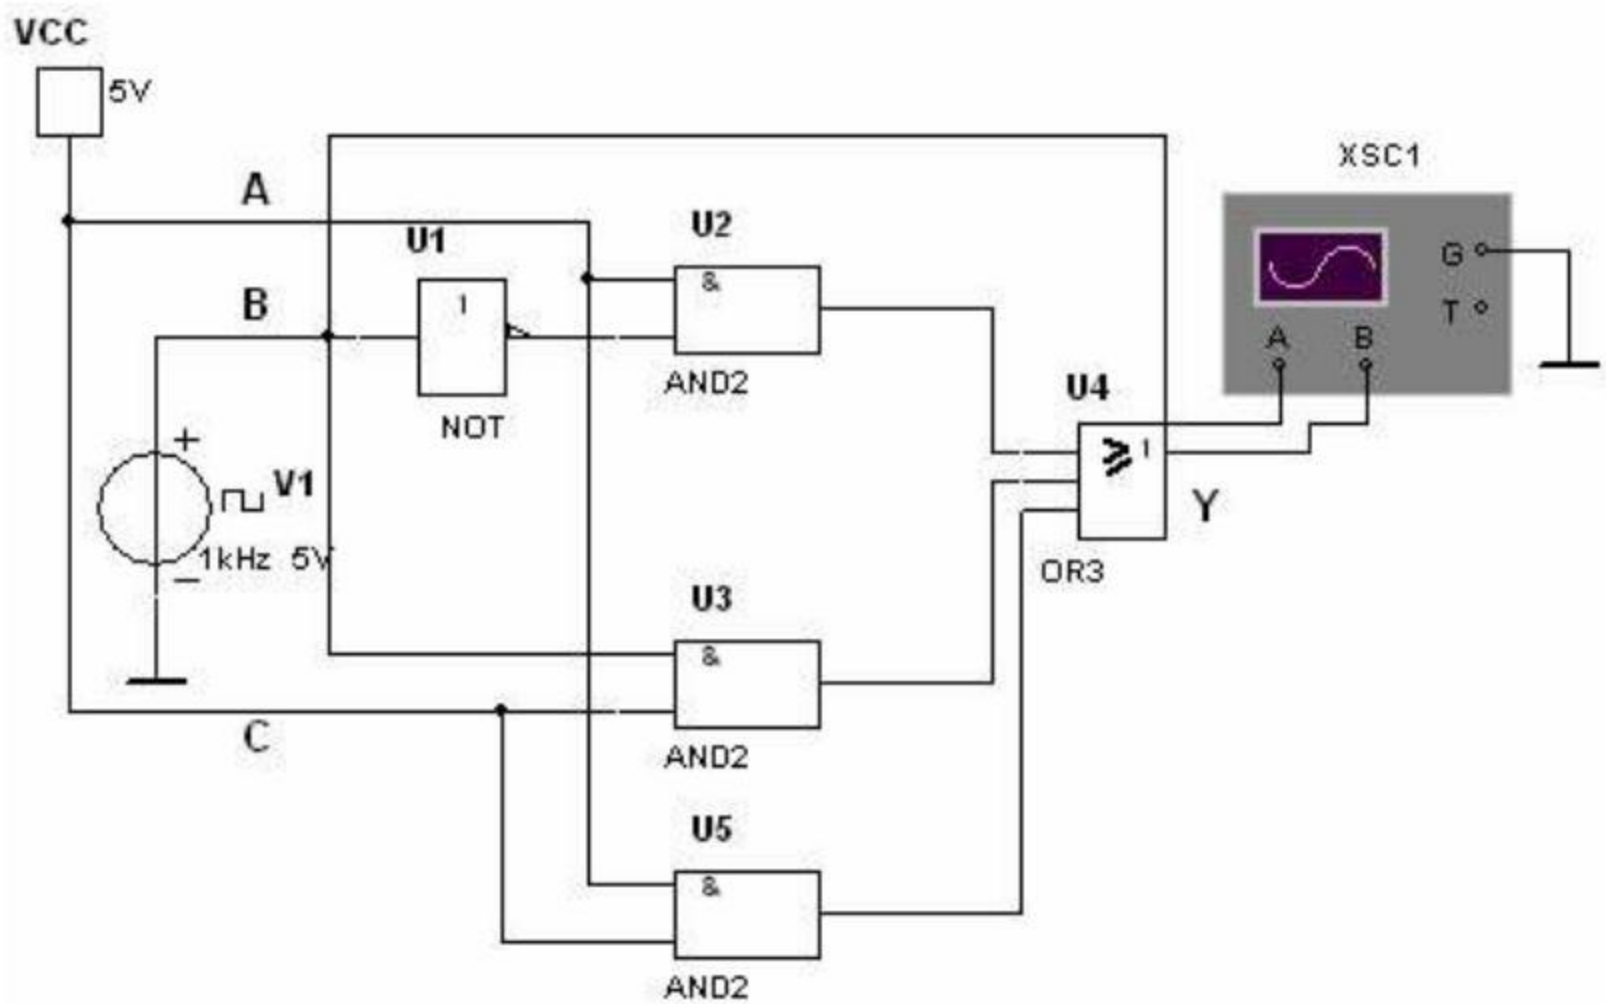 VCC
5V
XSC1
A
U1
U2
1
&
G
T
B
A
B
AND2
U4
NOT
≥ 1
+
V1
Y
1kHz 5V
−
OR3
U3
&
C
AND2
U5
&
AND2